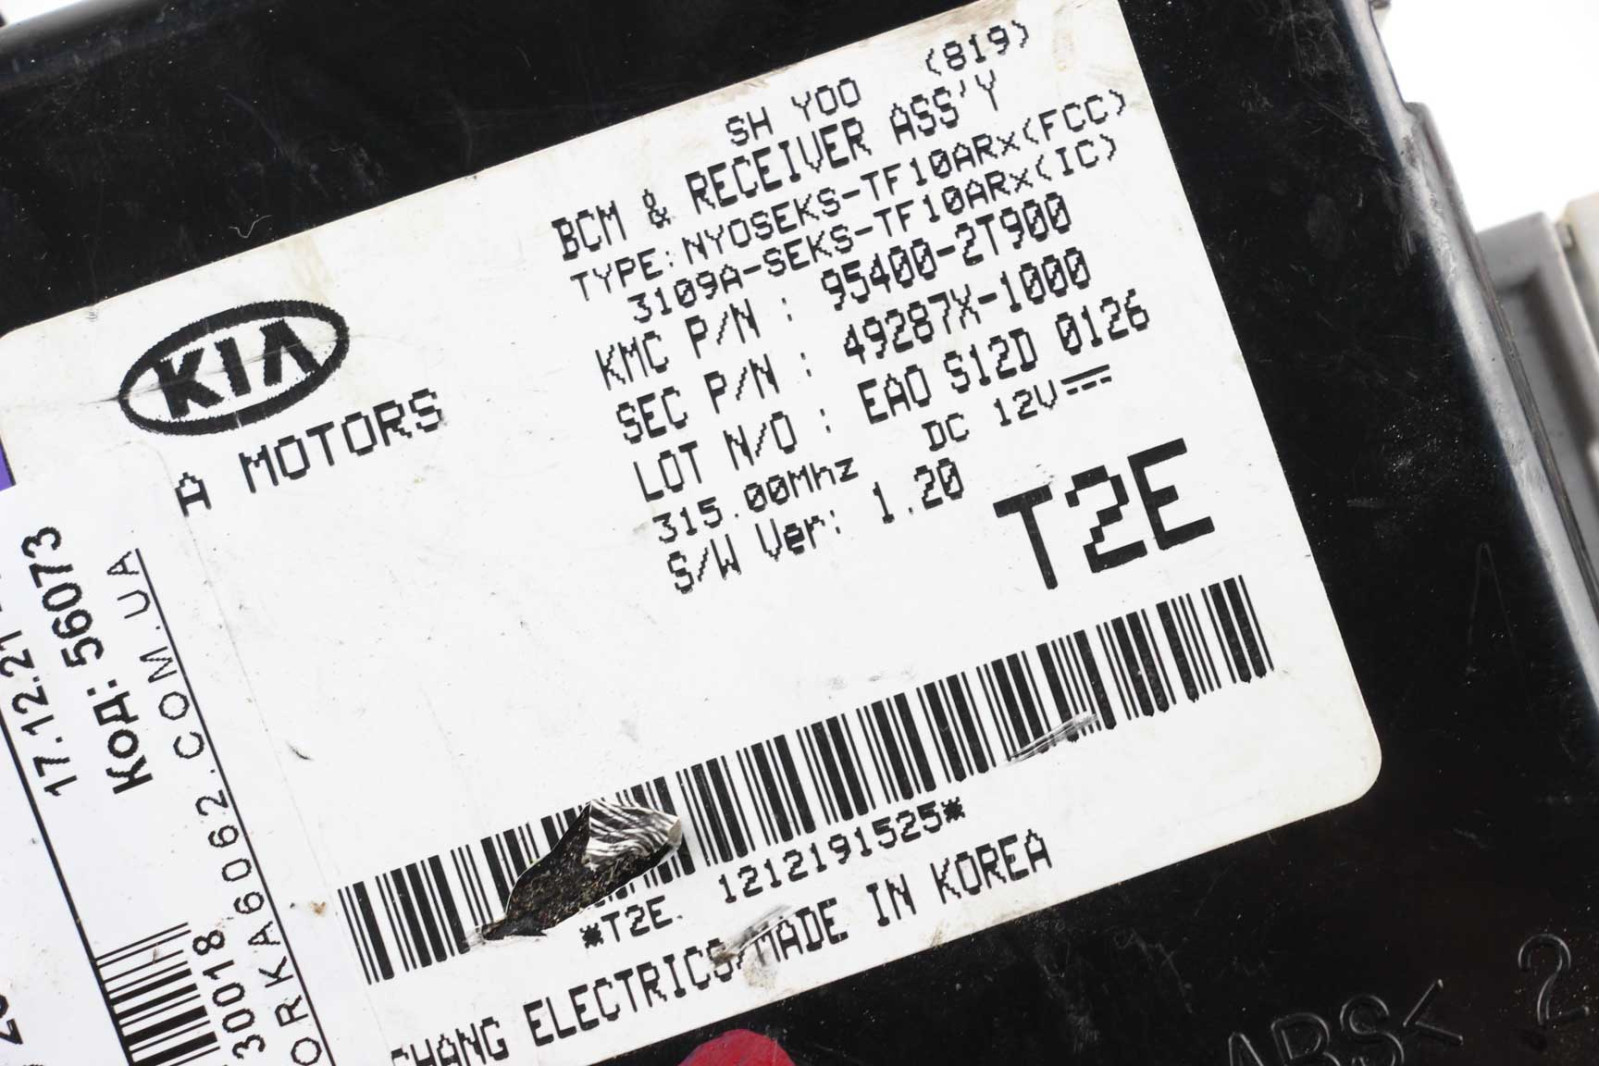 SH YOO (819)
BCM & RECEIVER ASS'Y
TYPE: NYOSEKS-TF10ARx(FCC)
3109A-SEKS-TF10ARx(IC)
KMC P/N : 95400-2T900
SEC P/N : 49287X-1000
LOT N/O : EAO S12D 0126
315.00Mhz DC 12V
S/W Ver: 1.20
T2E
KIA
A MOTORS
*T2E. 1212191525*
CHANG ELECTRICS/MADE IN KOREA
17.12.21
Код: 56073
ORKA6062.COM.UA
30018
ABS< 2